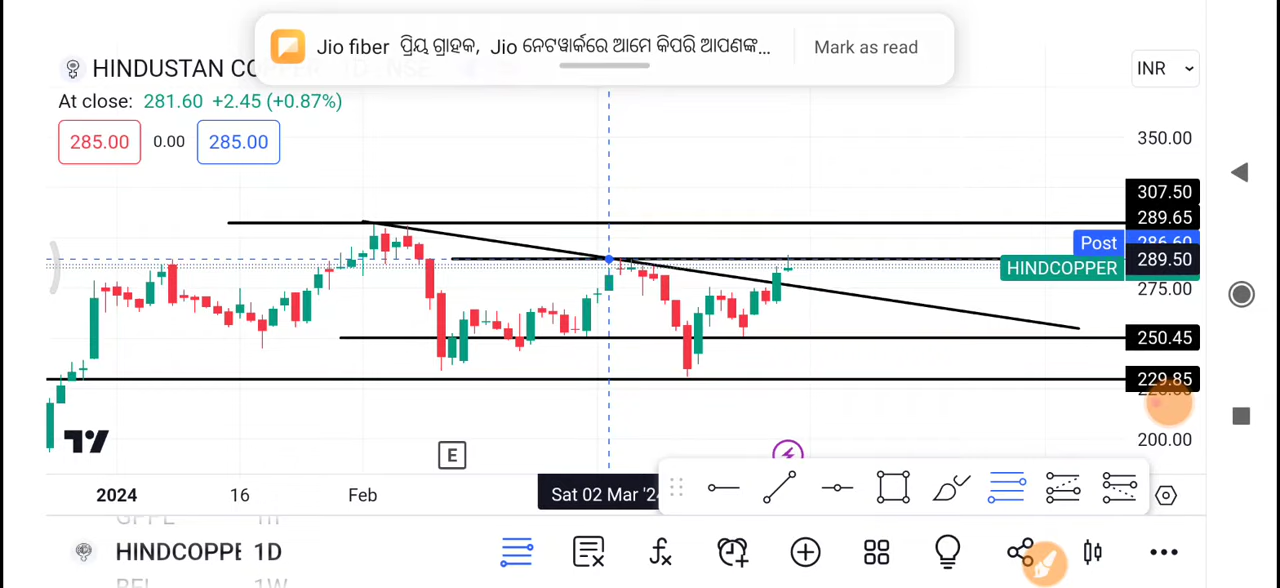 Jio fiber ପ୍ରିୟ ଗ୍ରାହକ, Jio ନେଟୱାର୍କରେ ଆମେ କିପରି ଆପଣଙ୍କ...
Mark as read
HINDUSTAN CO
INR
At close: 281.60 +2.45 (+0.87%)
285.00 0.00 285.00
350.00
307.50
289.65
Post 286.60
289.50
HINDCOPPER
275.00
250.45
229.85
200.00
E
2024 16 Feb Sat 02 Mar '24
HINDCOPPE 1D